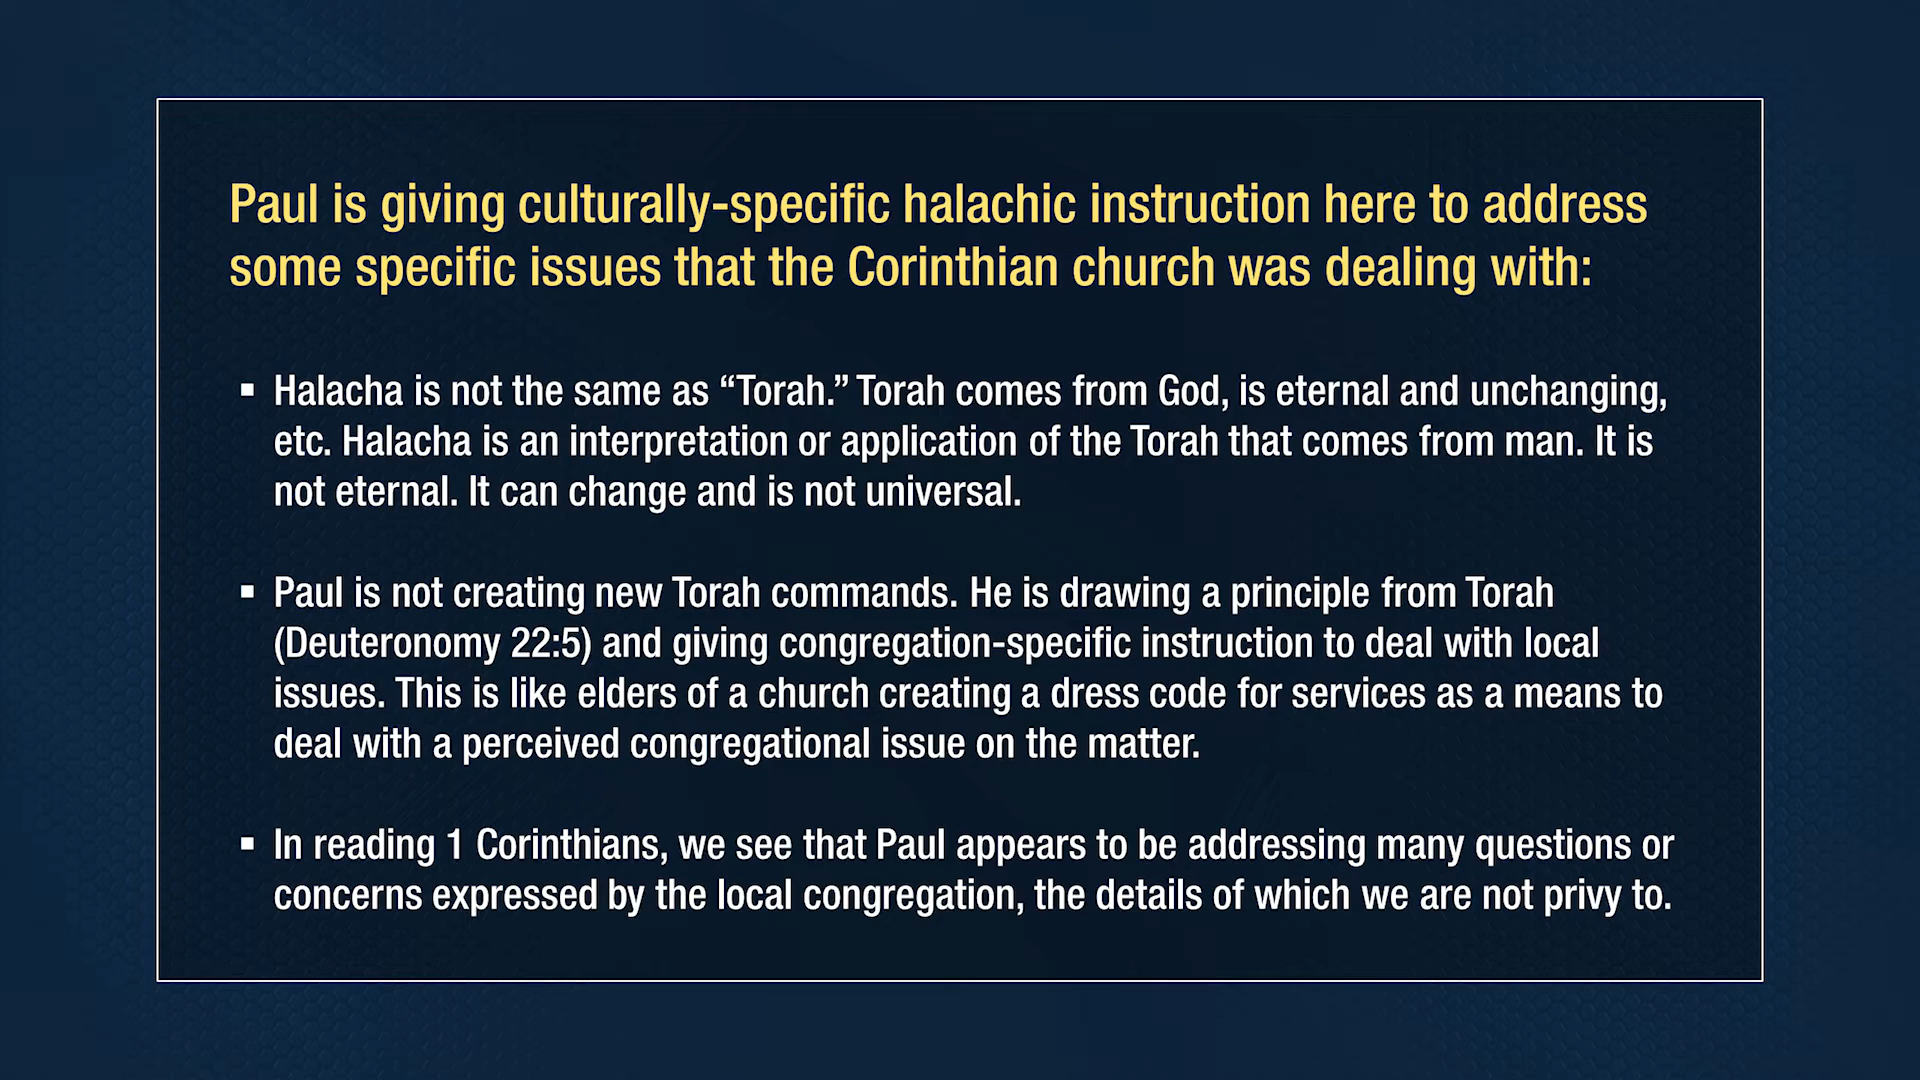 Paul is giving culturally-specific halachic instruction here to address
some specific issues that the Corinthian church was dealing with:
▪ Halacha is not the same as “Torah.” Torah comes from God, is eternal and unchanging,
etc. Halacha is an interpretation or application of the Torah that comes from man. It is
not eternal. It can change and is not universal.
▪ Paul is not creating new Torah commands. He is drawing a principle from Torah
(Deuteronomy 22:5) and giving congregation-specific instruction to deal with local
issues. This is like elders of a church creating a dress code for services as a means to
deal with a perceived congregational issue on the matter.
▪ In reading 1 Corinthians, we see that Paul appears to be addressing many questions or
concerns expressed by the local congregation, the details of which we are not privy to.